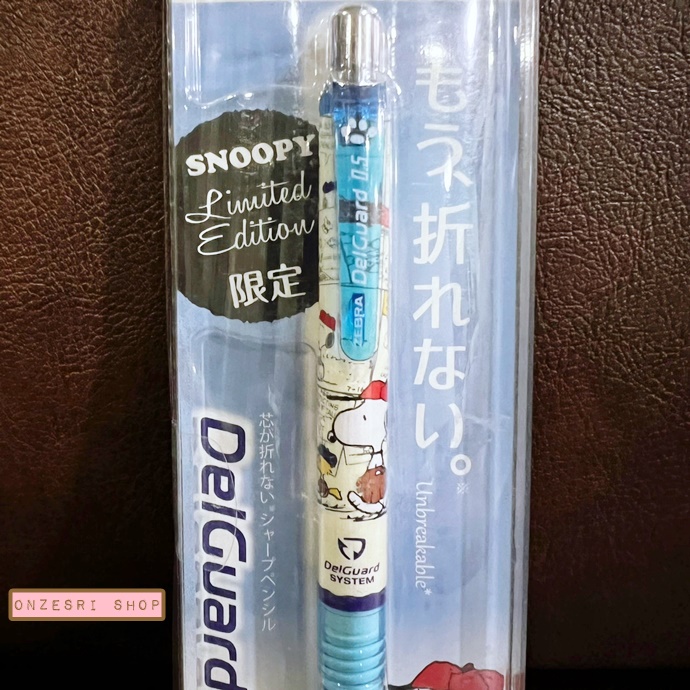 SNOOPY
Limited
Edition
限定
もう、折れない。※
Unbreakable*
芯が折れない※シャープペンシル
DelGuard
ZEBRA DelGuard 0.5
DelGuard
SYSTEM
ONZESRI SHOP